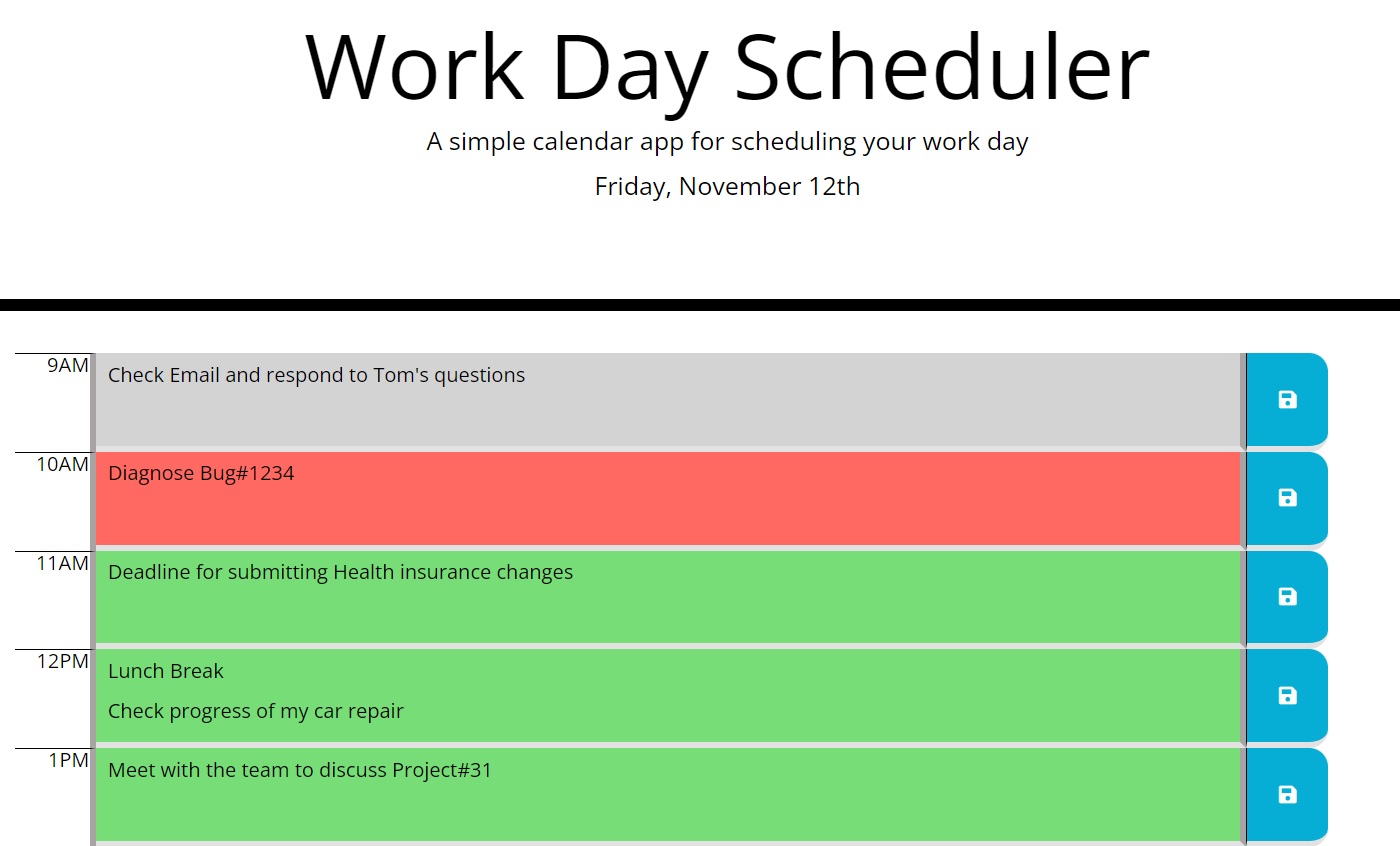 Work Day Scheduler
A simple calendar app for scheduling your work day
Friday, November 12th
9AM
Check Email and respond to Tom's questions
10AM
Diagnose Bug#1234
11AM
Deadline for submitting Health insurance changes
12PM
Lunch Break
Check progress of my car repair
1PM
Meet with the team to discuss Project#31